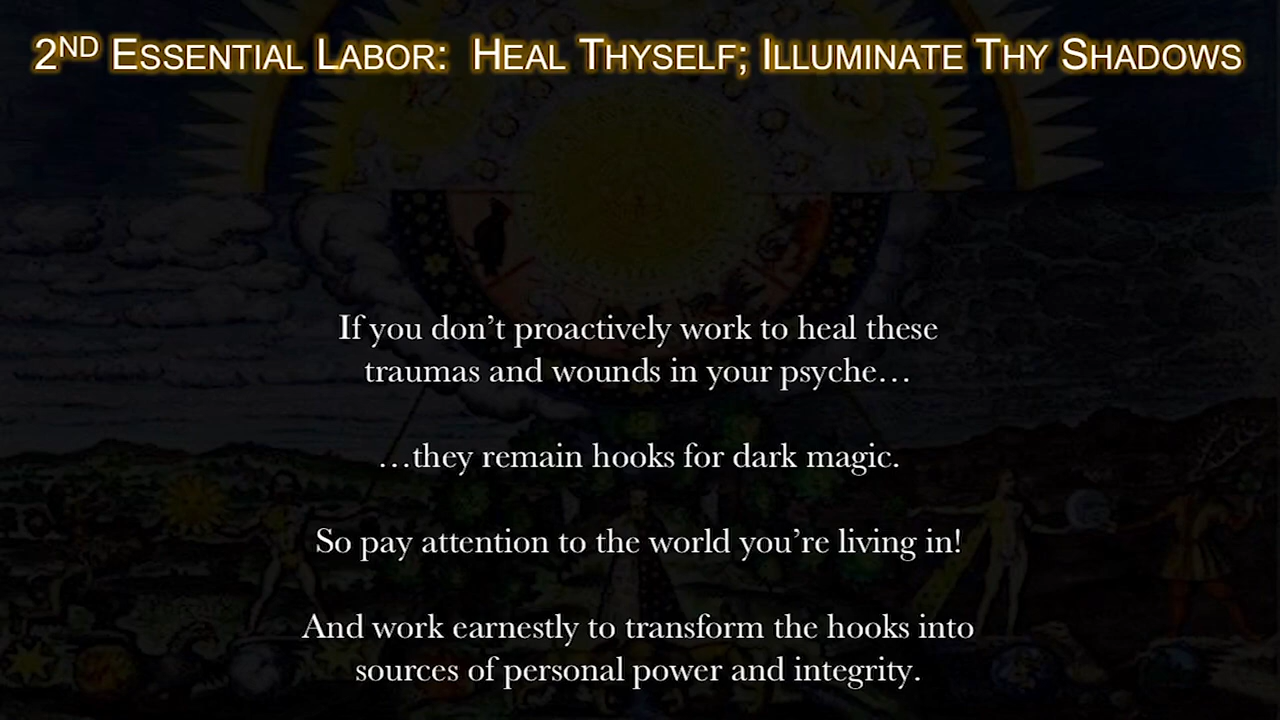 2ND ESSENTIAL LABOR: HEAL THYSELF; ILLUMINATE THY SHADOWS
If you don’t proactively work to heal these
traumas and wounds in your psyche…
…they remain hooks for dark magic.
So pay attention to the world you’re living in!
And work earnestly to transform the hooks into
sources of personal power and integrity.